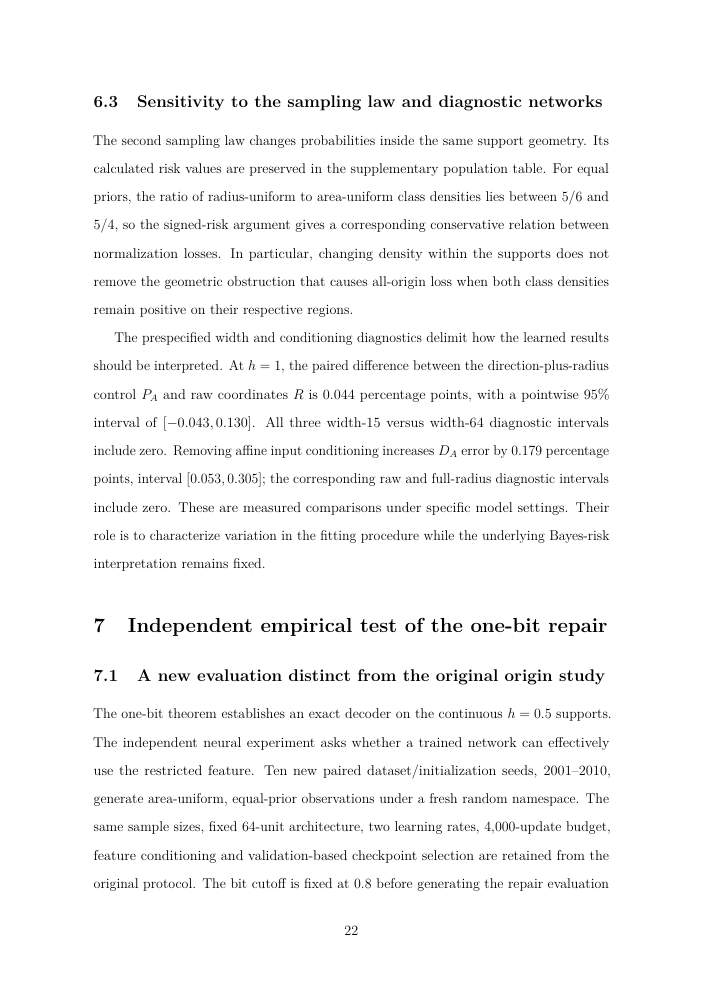 6.3 Sensitivity to the sampling law and diagnostic networks
The second sampling law changes probabilities inside the same support geometry. Its
calculated risk values are preserved in the supplementary population table. For equal
priors, the ratio of radius-uniform to area-uniform class densities lies between 5/6 and
5/4, so the signed-risk argument gives a corresponding conservative relation between
normalization losses. In particular, changing density within the supports does not
remove the geometric obstruction that causes all-origin loss when both class densities
remain positive on their respective regions.
The prespecified width and conditioning diagnostics delimit how the learned results
should be interpreted. At h = 1, the paired difference between the direction-plus-radius
control P_A and raw coordinates R is 0.044 percentage points, with a pointwise 95%
interval of [−0.043, 0.130]. All three width-15 versus width-64 diagnostic intervals
include zero. Removing affine input conditioning increases D_A error by 0.179 percentage
points, interval [0.053, 0.305]; the corresponding raw and full-radius diagnostic intervals
include zero. These are measured comparisons under specific model settings. Their
role is to characterize variation in the fitting procedure while the underlying Bayes-risk
interpretation remains fixed.
7 Independent empirical test of the one-bit repair
7.1 A new evaluation distinct from the original origin study
The one-bit theorem establishes an exact decoder on the continuous h = 0.5 supports.
The independent neural experiment asks whether a trained network can effectively
use the restricted feature. Ten new paired dataset/initialization seeds, 2001–2010,
generate area-uniform, equal-prior observations under a fresh random namespace. The
same sample sizes, fixed 64-unit architecture, two learning rates, 4,000-update budget,
feature conditioning and validation-based checkpoint selection are retained from the
original protocol. The bit cutoff is fixed at 0.8 before generating the repair evaluation
22